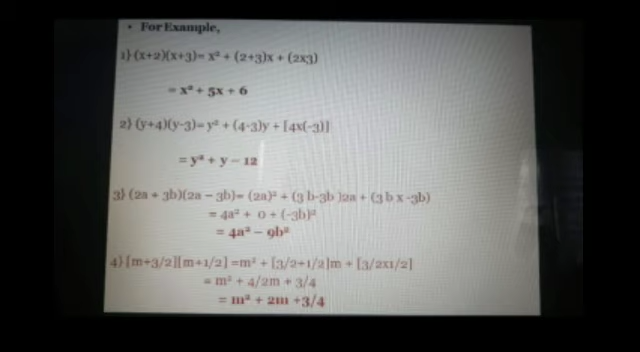 • For Example,
1} (x+2)(x+3)= x² + (2+3)x + (2x3)
= x² + 5x + 6
2} (y+4)(y-3)= y² + (4-3)y + [4x(-3)]
= y² + y - 12
3} (2a + 3b)(2a - 3b)= (2a)² + (3 b-3b )2a + (3 b x -3b)
= 4a² + 0 + (-3b)²
= 4a² - 9b²
4} [m+3/2][m+1/2] =m² + [3/2+1/2]m + [3/2x1/2]
= m² + 4/2m + 3/4
= m² + 2m +3/4